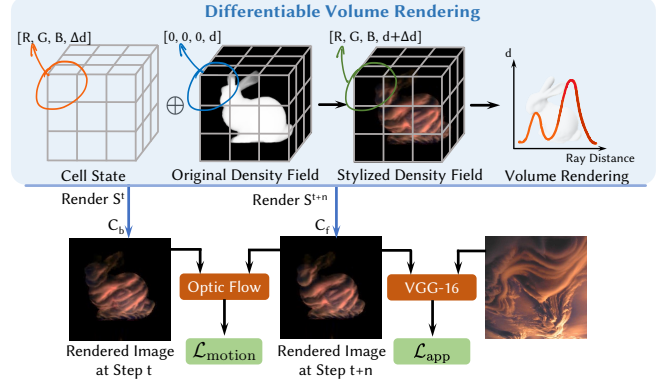 Differentiable Volume Rendering
[R, G, B, Δd]
[0, 0, 0, d]
[R, G, B, d+Δd]
d
Ray Distance
Cell State
Original Density Field
Stylized Density Field
Volume Rendering
Render Sᵗ
Render Sᵗ⁺ⁿ
C_b
C_f
Optic Flow
VGG-16
ℒ_motion
ℒ_app
Rendered Image
at Step t
Rendered Image
at Step t+n